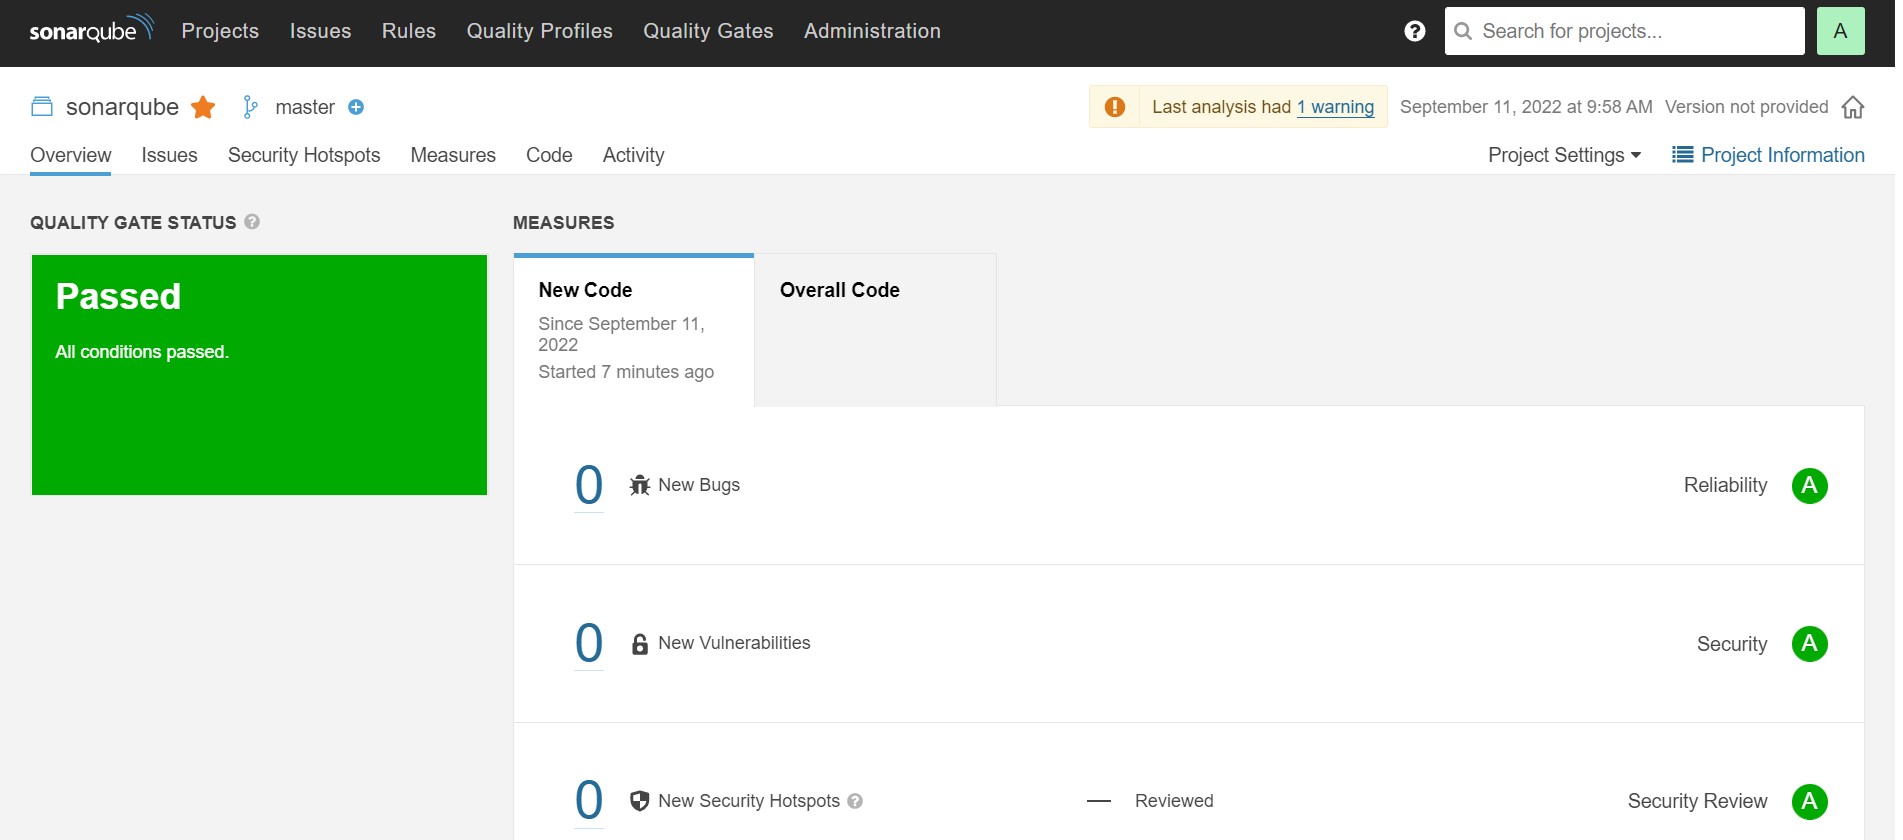 sonarqube Projects Issues Rules Quality Profiles Quality Gates Administration ? Search for projects... A
sonarqube master Last analysis had 1 warning September 11, 2022 at 9:58 AM Version not provided
Overview Issues Security Hotspots Measures Code Activity Project Settings Project Information
QUALITY GATE STATUS ?
Passed
All conditions passed.
MEASURES
New Code
Since September 11,
2022
Started 7 minutes ago
Overall Code
0 New Bugs Reliability A
0 New Vulnerabilities Security A
0 New Security Hotspots ? — Reviewed Security Review A